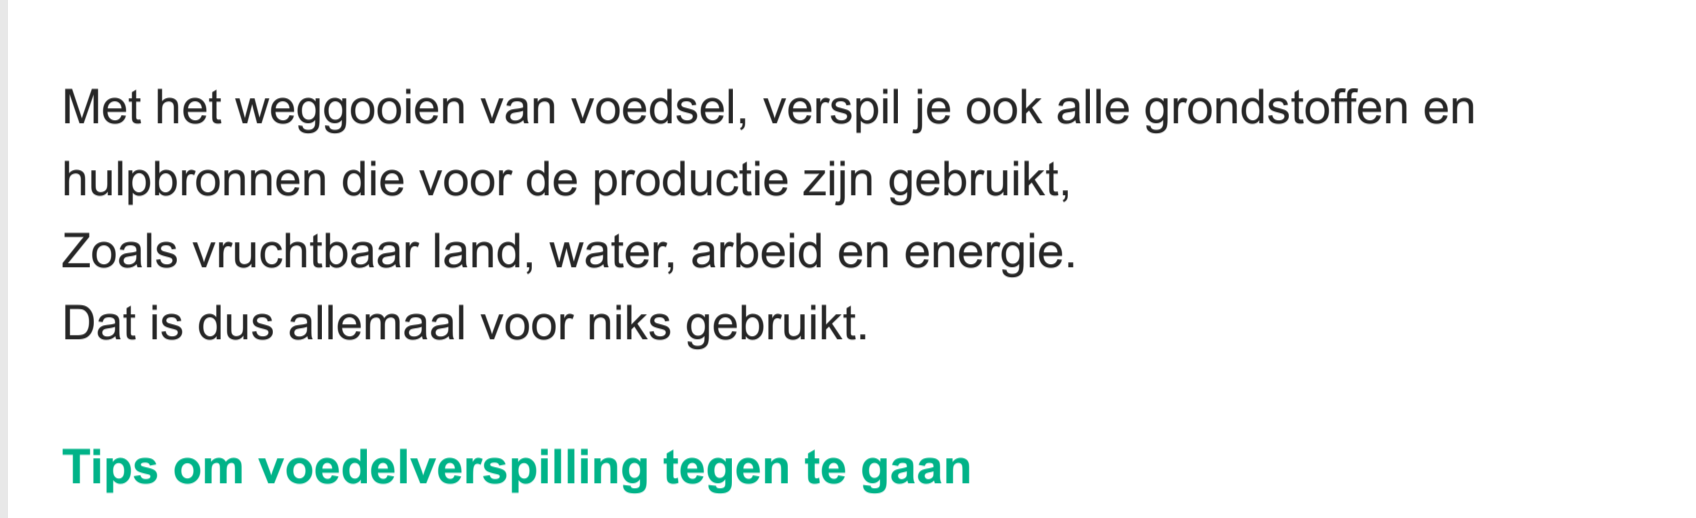 Met het weggooien van voedsel, verspil je ook alle grondstoffen en
hulpbronnen die voor de productie zijn gebruikt,
Zoals vruchtbaar land, water, arbeid en energie.
Dat is dus allemaal voor niks gebruikt.
Tips om voedelverspilling tegen te gaan